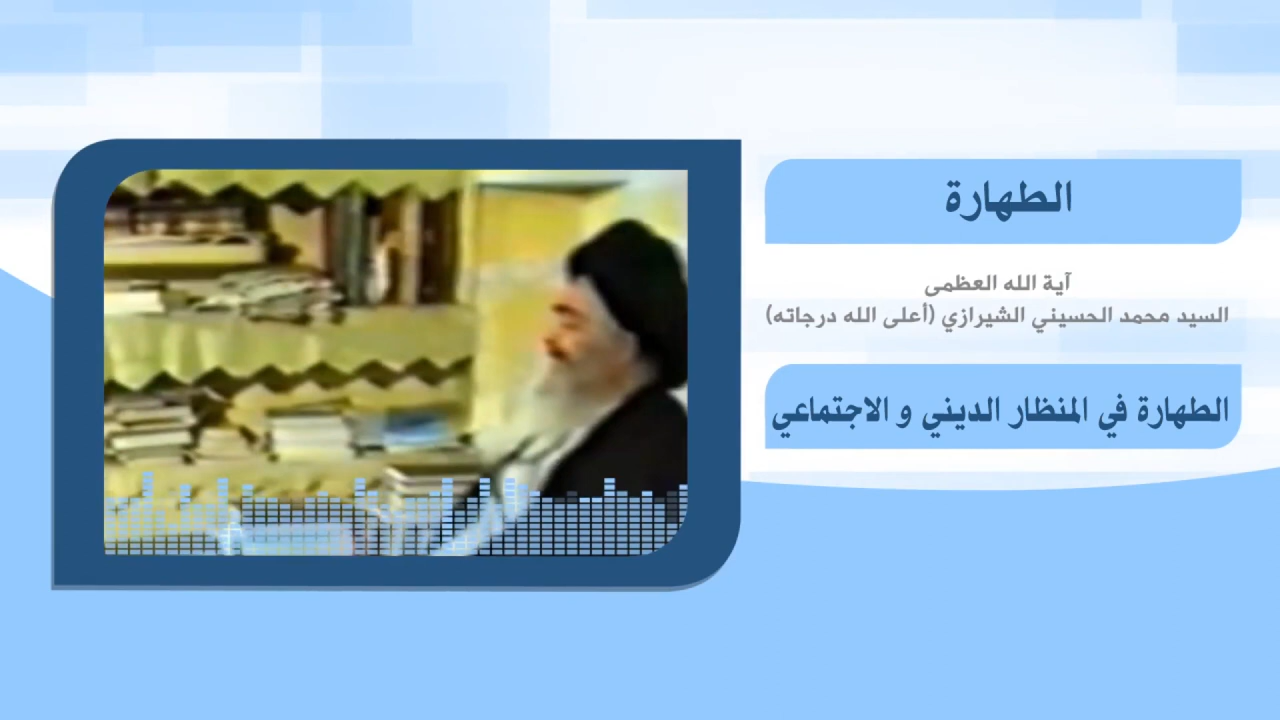 الطهارة
آية الله العظمى
السيد محمد الحسيني الشيرازي (أعلى الله درجاته)
الطهارة في المنظار الديني و الاجتماعي